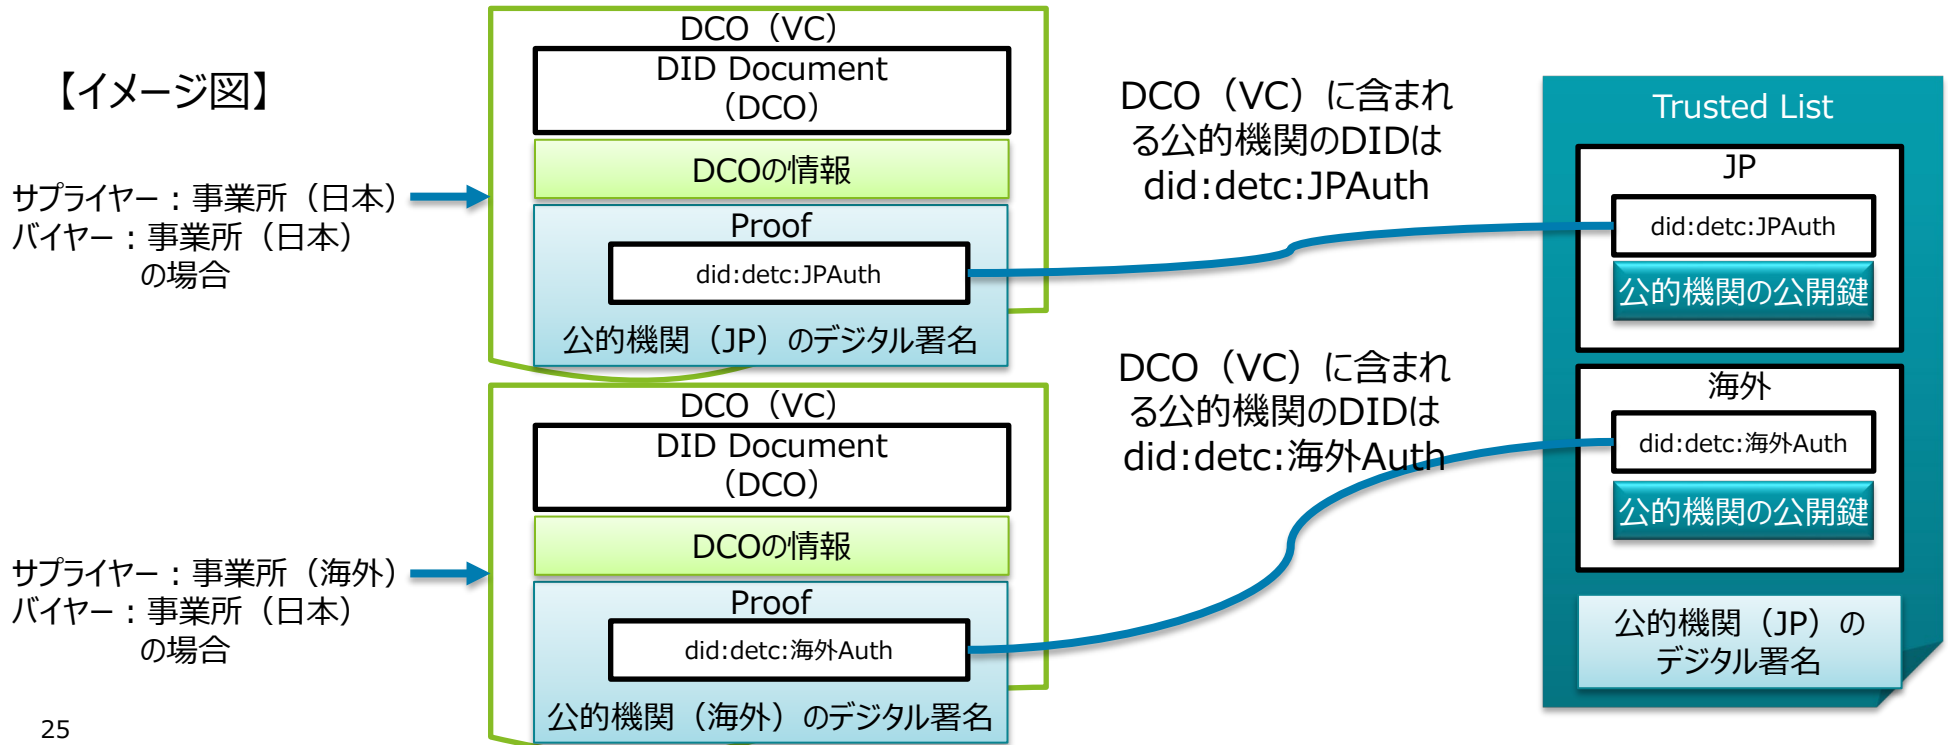 【イメージ図】
サプライヤー：事業所（日本）
バイヤー：事業所（日本）
の場合
DCO（VC）
DID Document
（DCO）
DCOの情報
Proof
did:detc:JPAuth
公的機関（JP）のデジタル署名
DCO（VC）に含まれ
る公的機関のDIDは
did:detc:JPAuth
サプライヤー：事業所（海外）
バイヤー：事業所（日本）
の場合
DCO（VC）
DID Document
（DCO）
DCOの情報
Proof
did:detc:海外Auth
公的機関（海外）のデジタル署名
DCO（VC）に含まれ
る公的機関のDIDは
did:detc:海外Auth
Trusted List
JP
did:detc:JPAuth
公的機関の公開鍵
海外
did:detc:海外Auth
公的機関の公開鍵
公的機関（JP）の
デジタル署名
25